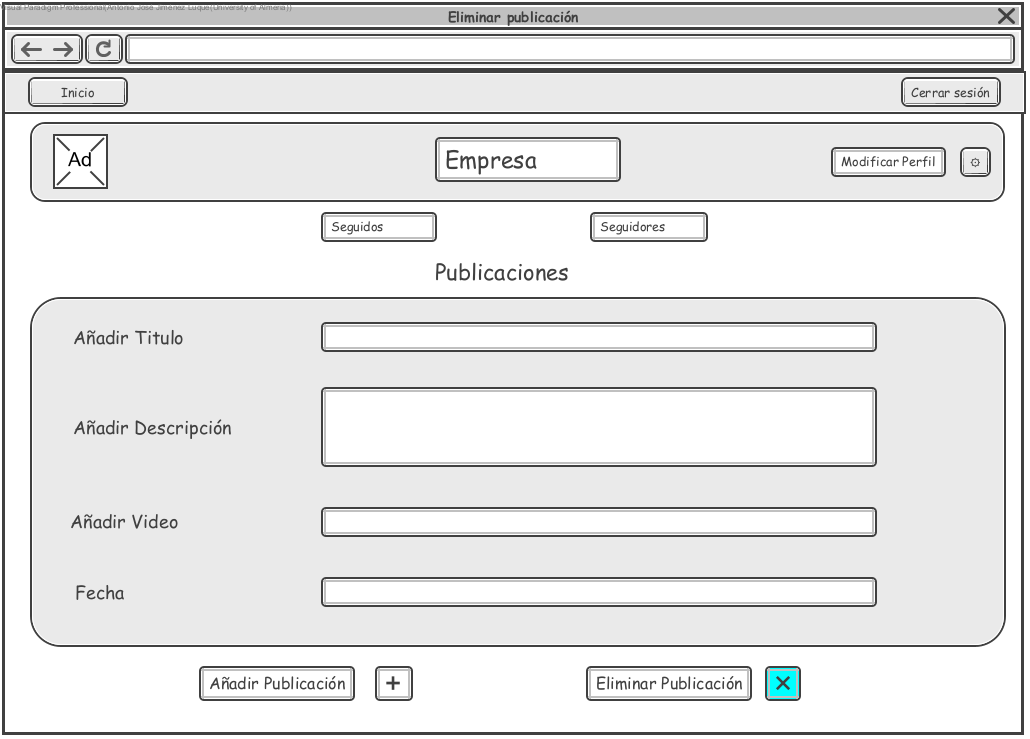 Visual Paradigm Professional(Antonio José Jiménez Luque(University of Almeria))
Eliminar publicación
Inicio
Cerrar sesión
Ad
Empresa
Modificar Perfil
Seguidos
Seguidores
Publicaciones
Añadir Titulo
Añadir Descripción
Añadir Video
Fecha
Añadir Publicación
+
Eliminar Publicación